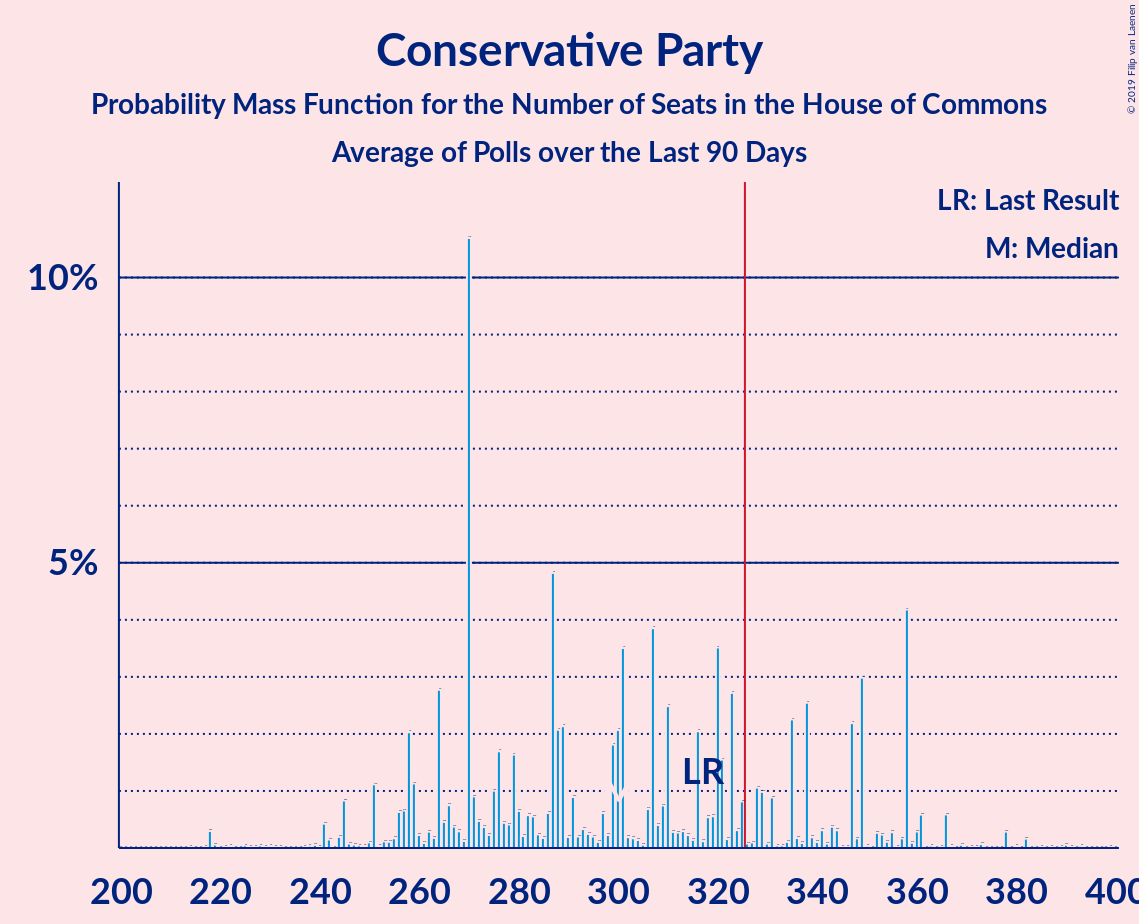 Conservative Party
Probability Mass Function for the Number of Seats in the House of Commons
Average of Polls over the Last 90 Days
© 2019 Filip van Laenen
LR: Last Result
M: Median
10%
5%
LR
200 220 240 260 280 300 320 340 360 380 400